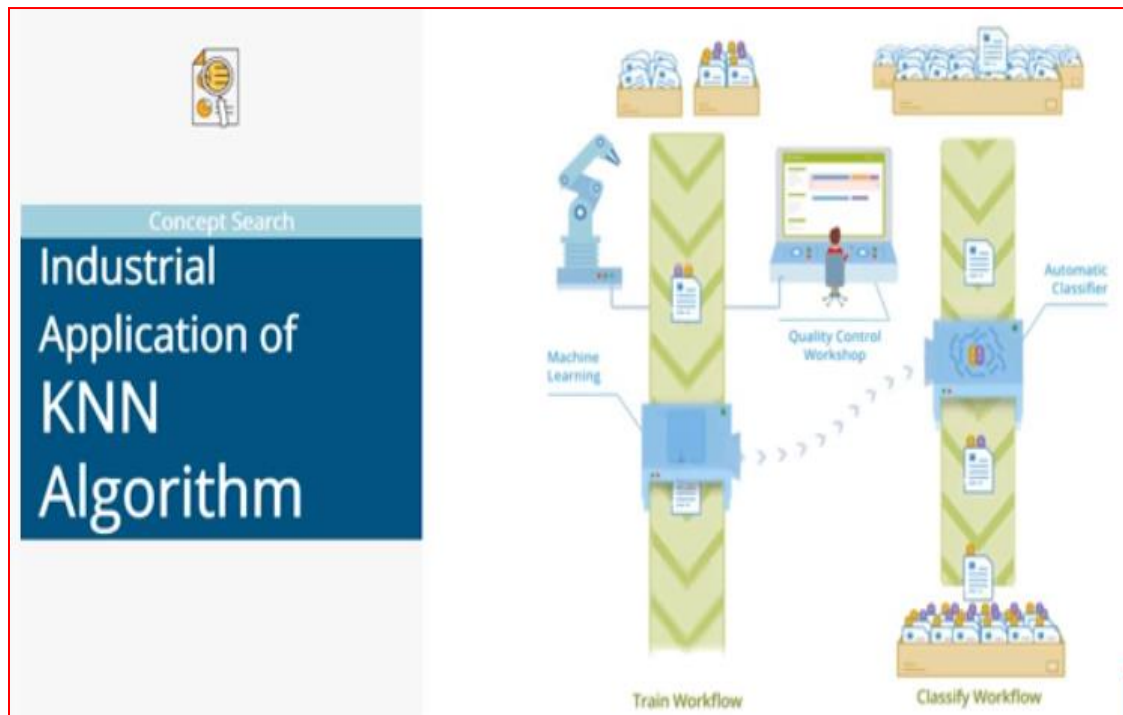 Concept Search
Industrial
Application of
KNN
Algorithm
Machine
Learning
Quality Control
Workshop
Automatic
Classifier
Train Workflow
Classify Workflow